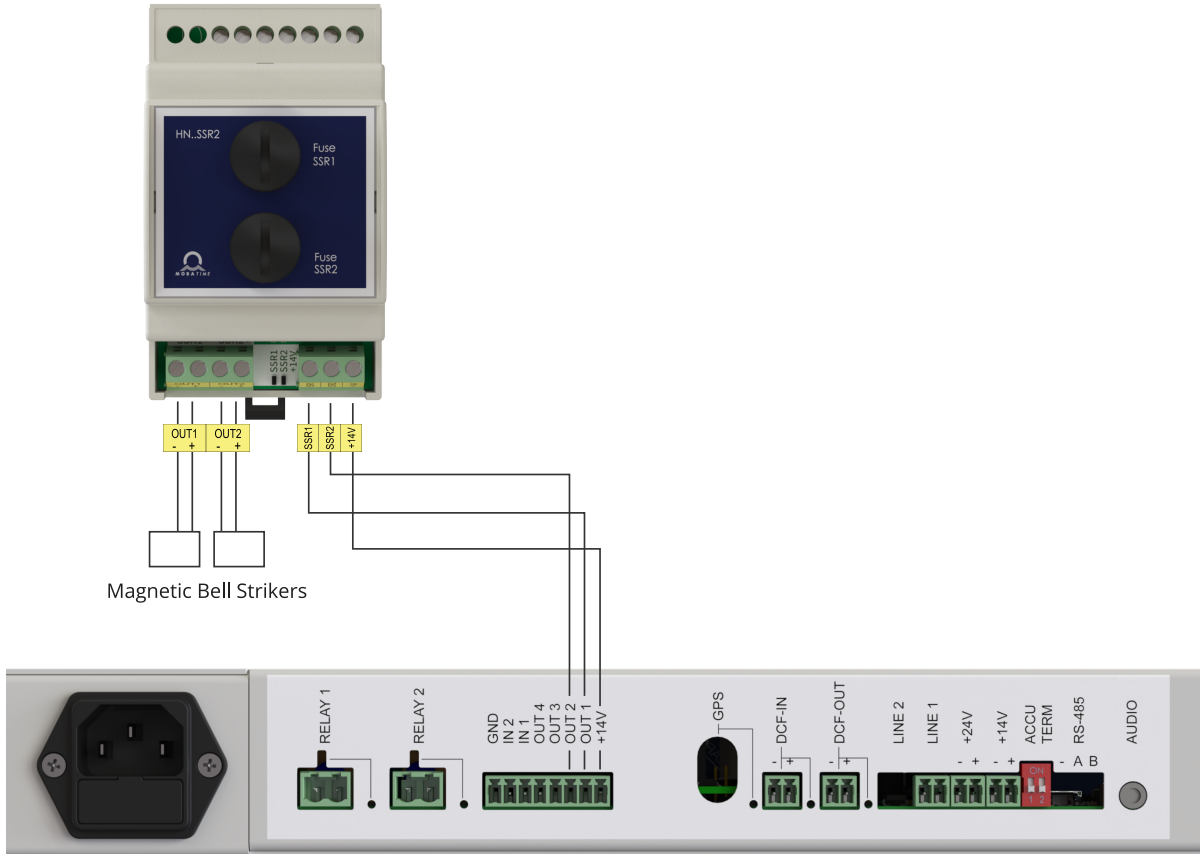 HN..SSR2
Fuse
SSR1
Fuse
SSR2
MOBATIME
SSR1
SSR2
+14V
OUT1
- +
OUT2
- +
SSR1
SSR2
+14V
Magnetic Bell Strikers
RELAY 1
RELAY 2
GND
IN 2
IN 1
OUT 4
OUT 3
OUT 2
OUT 1
+14V
GPS
DCF-IN
- +
DCF-OUT
- +
LINE 2
LINE 1
+24V
- +
+14V
- +
ACCU
TERM
ON
1 2
RS-485
- A B
AUDIO